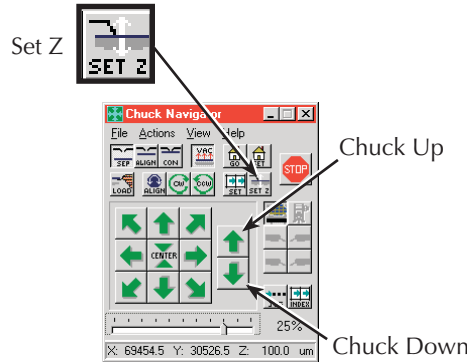 Set Z
SET Z
Chuck Navigator
File Actions View Help
SEP ALIGN CON VAC GO SET
STOP
LOAD ALIGN CW CCW SET SET Z
Chuck Up
CENTER
INDEX
25%
Chuck Down
X: 69454.5 Y: 30526.5 Z: 100.0 um